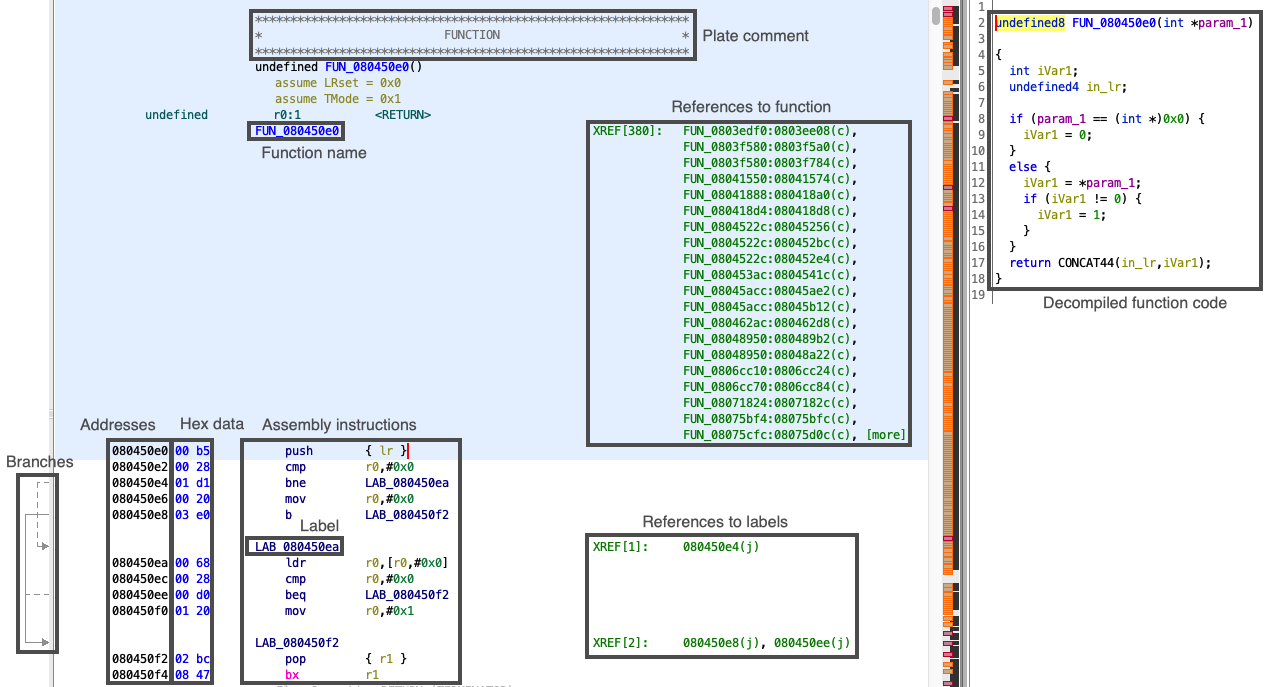 *************************************************************
* FUNCTION *
*************************************************************
Plate comment
undefined FUN_080450e0()
assume LRset = 0x0
assume TMode = 0x1
undefined r0:1 <RETURN>
FUN_080450e0
Function name
References to function
XREF[380]: FUN_0803edf0:0803ee08(c),
FUN_0803f580:0803f5a0(c),
FUN_0803f580:0803f784(c),
FUN_08041550:08041574(c),
FUN_08041888:080418a0(c),
FUN_080418d4:080418d8(c),
FUN_0804522c:08045256(c),
FUN_0804522c:080452bc(c),
FUN_0804522c:080452e4(c),
FUN_080453ac:0804541c(c),
FUN_08045acc:08045ae2(c),
FUN_08045acc:08045b12(c),
FUN_080462ac:080462d8(c),
FUN_08048950:080489b2(c),
FUN_08048950:08048a22(c),
FUN_0806cc10:0806cc24(c),
FUN_0806cc70:0806cc84(c),
FUN_08071824:0807182c(c),
FUN_08075bf4:08075bfc(c),
FUN_08075cfc:08075d0c(c), [more]
Addresses Hex data Assembly instructions
Branches
080450e0 00 b5 push { lr }
080450e2 00 28 cmp r0,#0x0
080450e4 01 d1 bne LAB_080450ea
080450e6 00 20 mov r0,#0x0
080450e8 03 e0 b LAB_080450f2
Label
References to labels
LAB_080450ea XREF[1]: 080450e4(j)
080450ea 00 68 ldr r0,[r0,#0x0]
080450ec 00 28 cmp r0,#0x0
080450ee 00 d0 beq LAB_080450f2
080450f0 01 20 mov r0,#0x1
LAB_080450f2 XREF[2]: 080450e8(j), 080450ee(j)
080450f2 02 bc pop { r1 }
080450f4 08 47 bx r1
1
2 undefined8 FUN_080450e0(int *param_1)
3
4 {
5 int iVar1;
6 undefined4 in_lr;
7
8 if (param_1 == (int *)0x0) {
9 iVar1 = 0;
10 }
11 else {
12 iVar1 = *param_1;
13 if (iVar1 != 0) {
14 iVar1 = 1;
15 }
16 }
17 return CONCAT44(in_lr,iVar1);
18 }
19
Decompiled function code